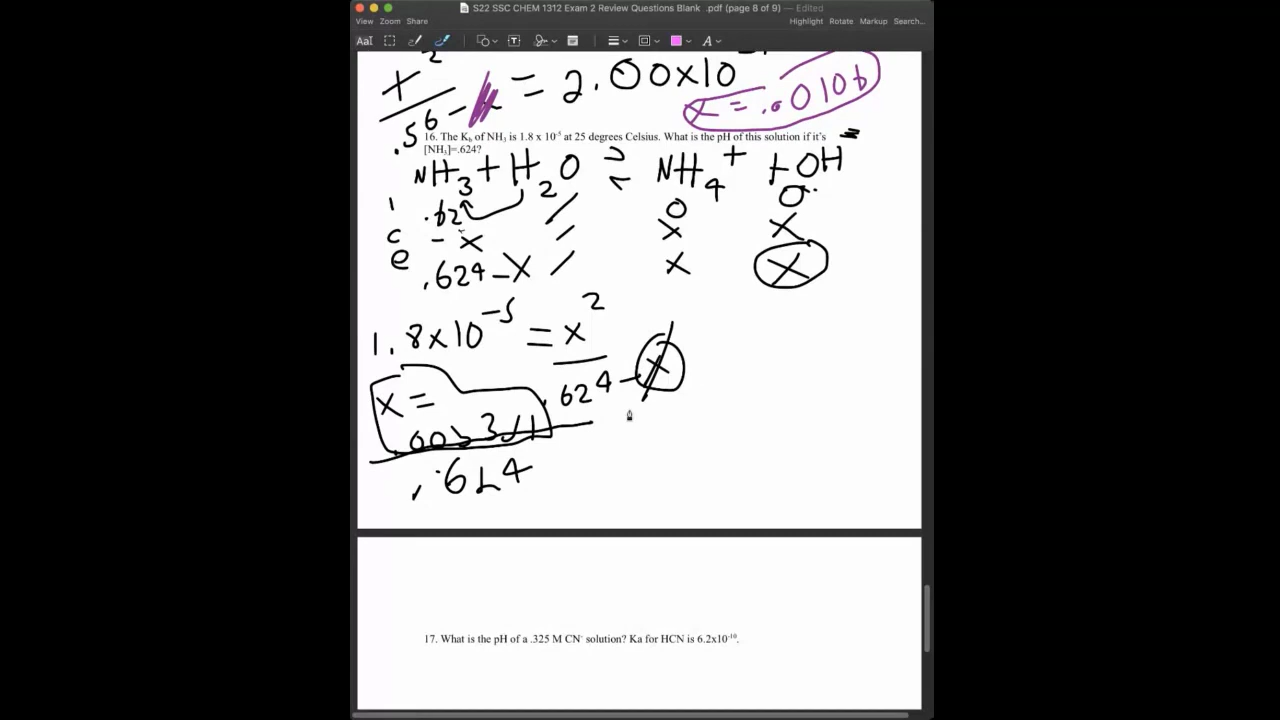 S22 SSC CHEM 1312 Exam 2 Review Questions Blank .pdf (page 8 of 9) — Edited
View Zoom Share Highlight Rotate Markup Search...
x² = 2.00x10
.56 -
x = .0106
16. The Kb of NH₃ is 1.8 x 10⁻⁵ at 25 degrees Celsius. What is the pH of this solution if it's
[NH₃]=.624?
NH₃ + H₂O ⇌ NH₄⁺ + OH⁻
I .62 / 0 0
C - x / x x
e .624-x / x x
1.8x10⁻⁵ = x²
.624 - x
x =
.00
.624
17. What is the pH of a .325 M CN⁻ solution? Ka for HCN is 6.2x10⁻¹⁰.